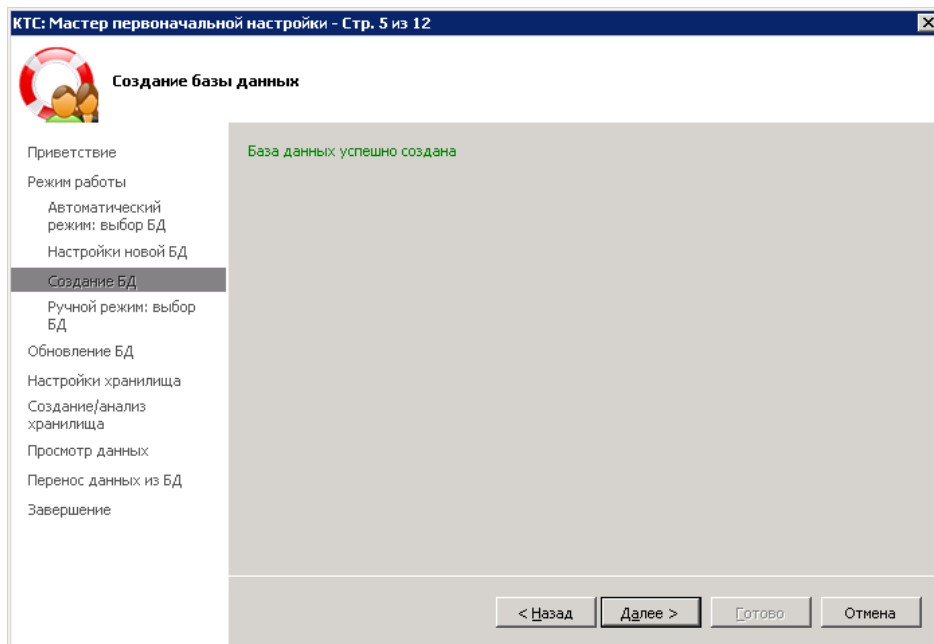 КТС: Мастер первоначальной настройки - Стр. 5 из 12
Создание базы данных
Приветствие
Режим работы
Автоматический
режим: выбор БД
Настройки новой БД
Создание БД
Ручной режим: выбор
БД
Обновление БД
Настройки хранилища
Создание/анализ
хранилища
Просмотр данных
Перенос данных из БД
Завершение
База данных успешно создана
< Назад
Далее >
Готово
Отмена